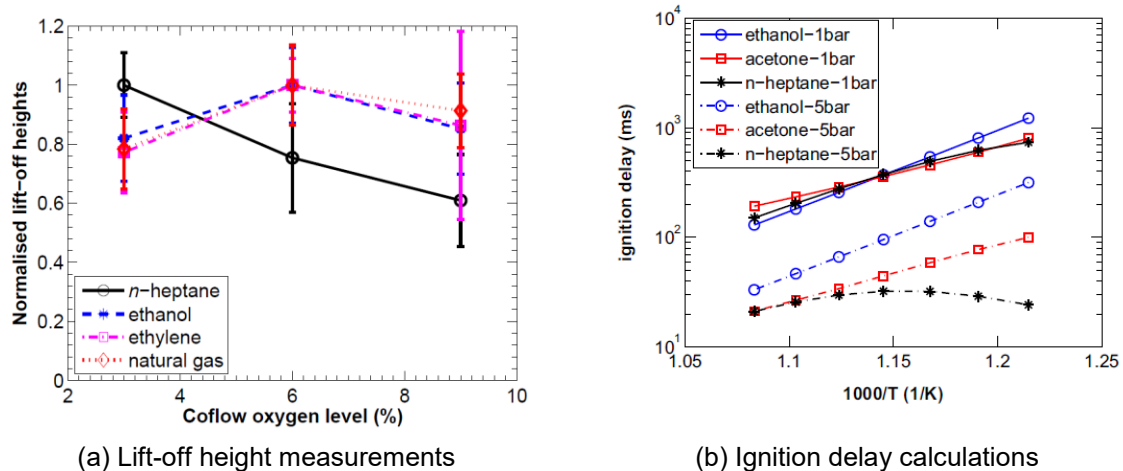 1.2
1
0.8
0.6
0.4
0.2
0
2
4
6
8
10
Normalised lift-off heights
Coflow oxygen level (%)
n-heptane
ethanol
ethylene
natural gas
(a) Lift-off height measurements
10^4
10^3
10^2
10^1
1.05
1.1
1.15
1.2
1.25
ignition delay (ms)
1000/T (1/K)
ethanol-1bar
acetone-1bar
n-heptane-1bar
ethanol-5bar
acetone-5bar
n-heptane-5bar
(b) Ignition delay calculations